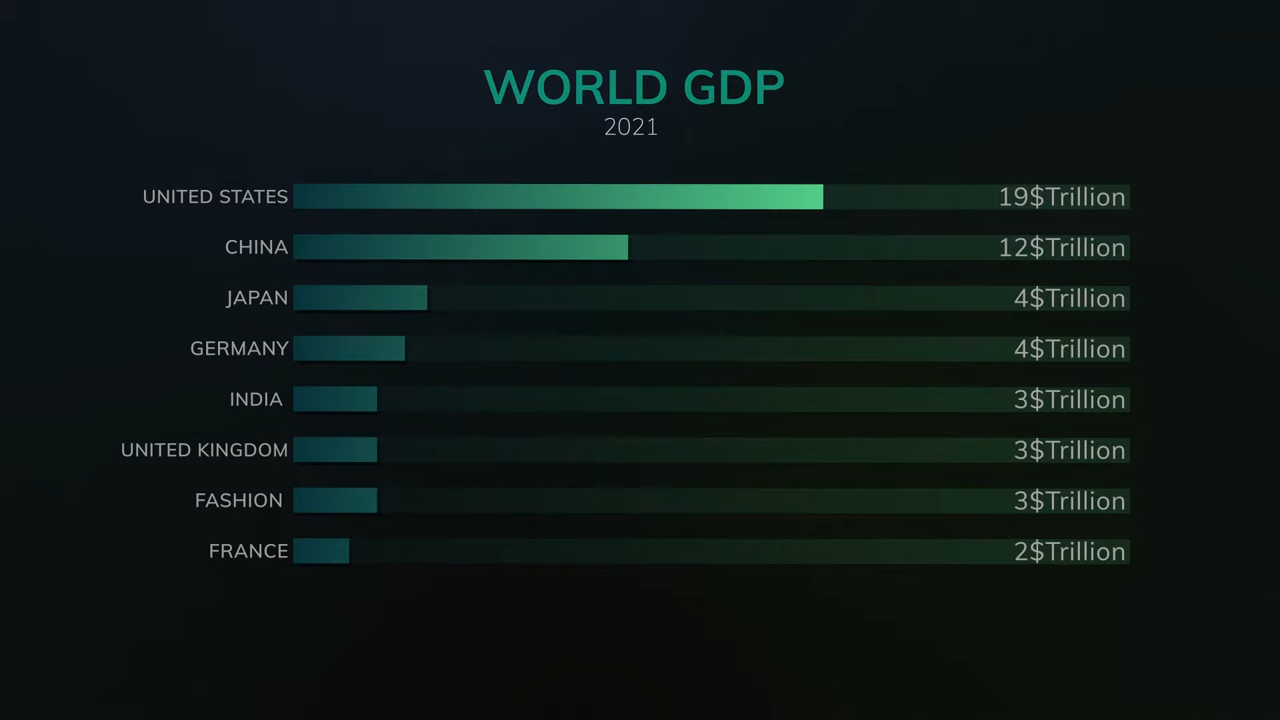 WORLD GDP
2021
UNITED STATES 19$Trillion
CHINA 12$Trillion
JAPAN 4$Trillion
GERMANY 4$Trillion
INDIA 3$Trillion
UNITED KINGDOM 3$Trillion
FASHION 3$Trillion
FRANCE 2$Trillion